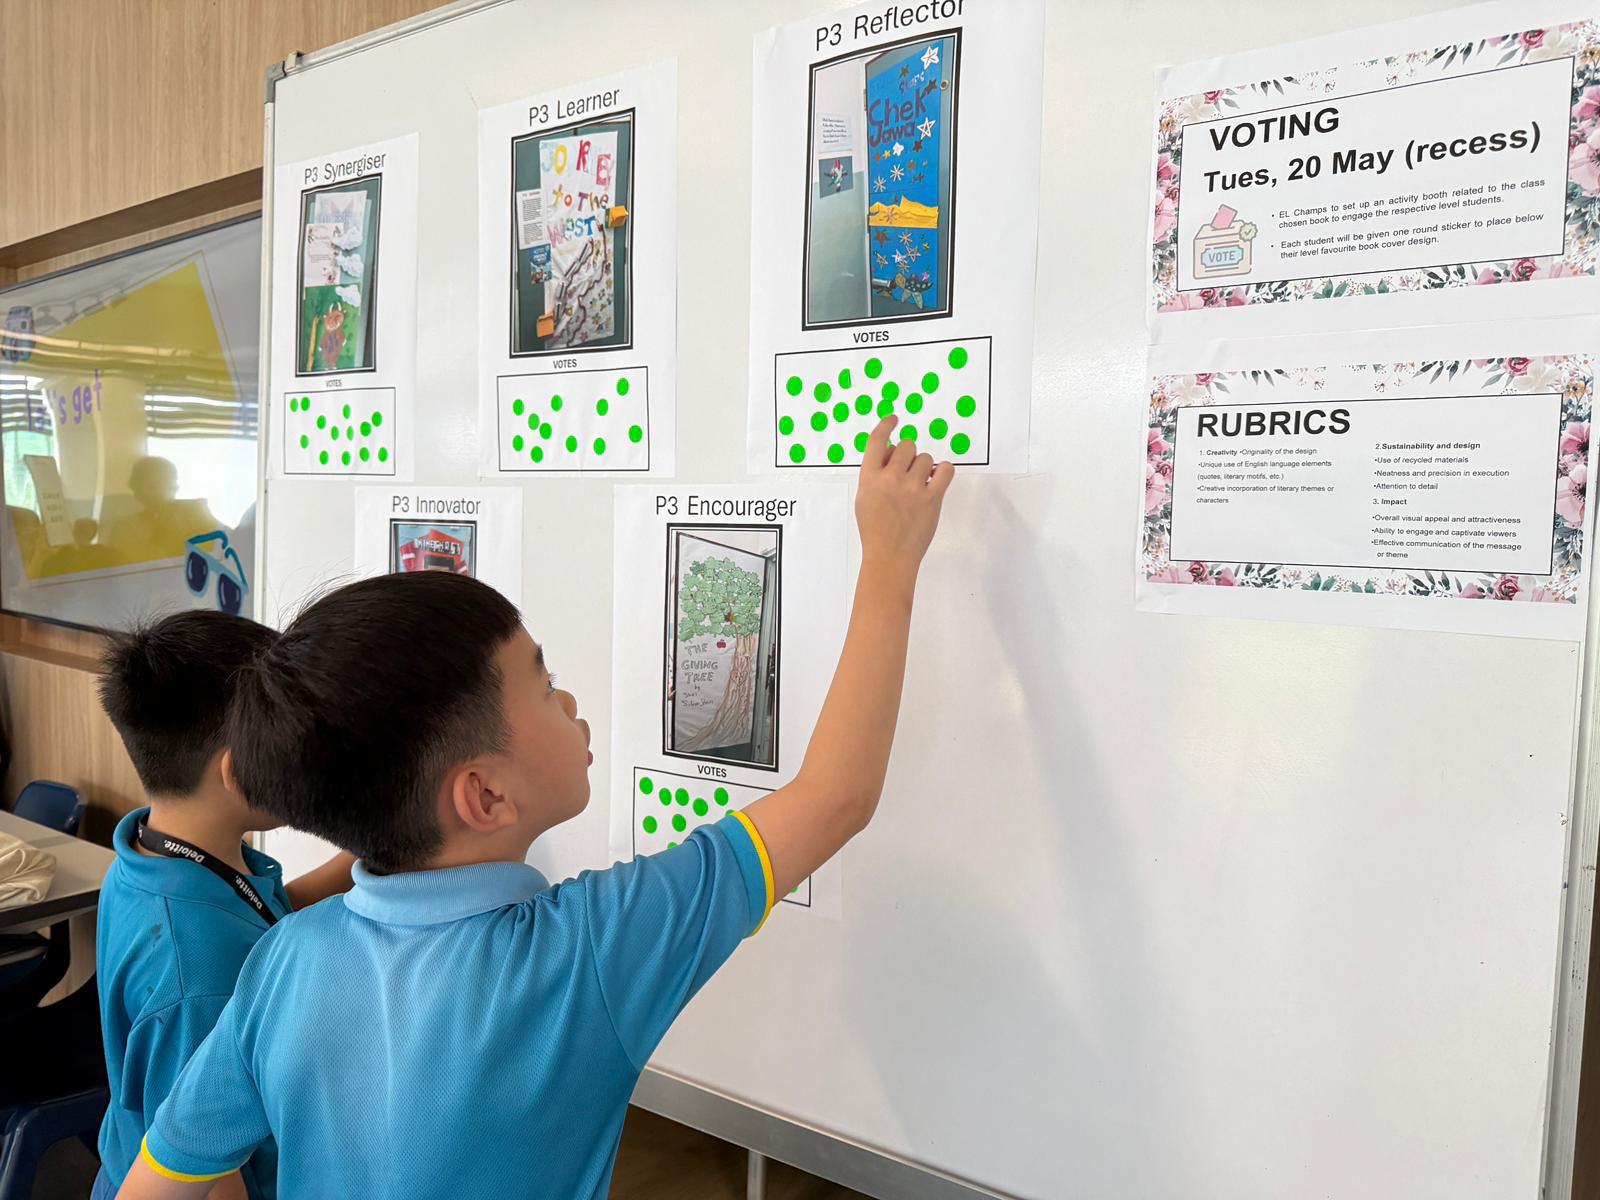 P3 Synergiser
VOTES
P3 Learner
JOKE
to the
West
VOTES
P3 Reflector
Chek
Jawa
VOTES
P3 Innovator
P3 Encourager
THE
GIVING
TREE
by
Shel
Silverstein
VOTES
VOTING
Tues, 20 May (recess)
• EL Champs to set up an activity booth related to the class
chosen book to engage the respective level students.
• Each student will be given one round sticker to place below
their level favourite book cover design.
VOTE
RUBRICS
1. Creativity •Originality of the design
•Unique use of English language elements
(quotes, literary motifs, etc.)
•Creative incorporation of literary themes or
characters
2.Sustainability and design
•Use of recycled materials
•Neatness and precision in execution
•Attention to detail
3. Impact
•Overall visual appeal and attractiveness
•Ability to engage and captivate viewers
•Effective communication of the message
or theme
get
Deloitte.
Deloitte.